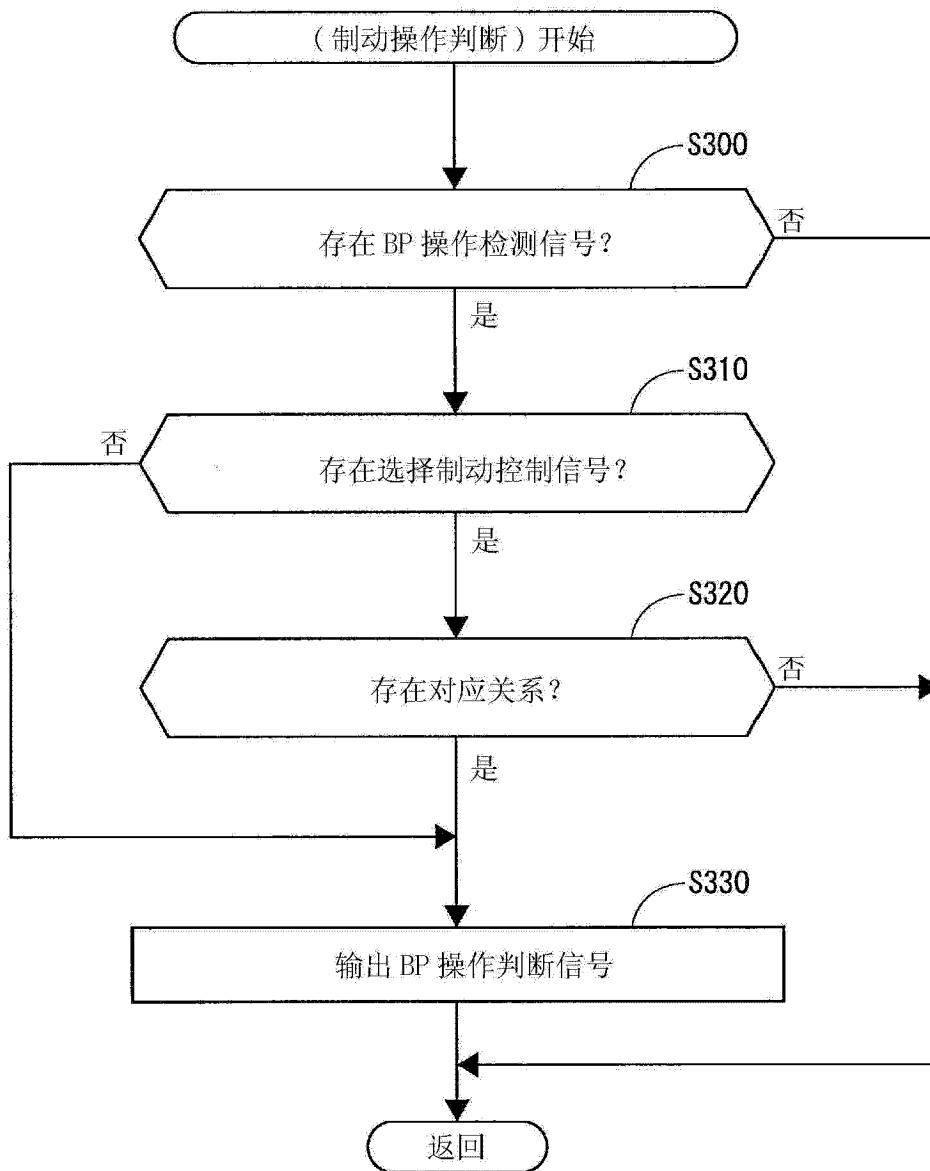 （制动操作判断）开始
S300
存在 BP 操作检测信号？
否
是
S310
否
存在选择制动控制信号？
是
S320
存在对应关系？
否
是
S330
输出 BP 操作判断信号
返回